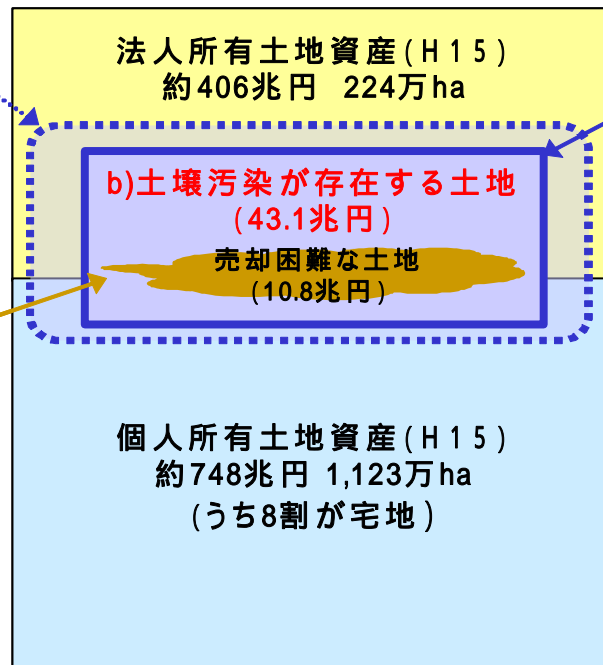 法人所有土地資産(H15)
約406兆円 224万ha
b)土壌汚染が存在する土地
(43.1兆円)
売却困難な土地
(10.8兆円)
個人所有土地資産(H15)
約748兆円 1,123万ha
(うち8割が宅地)